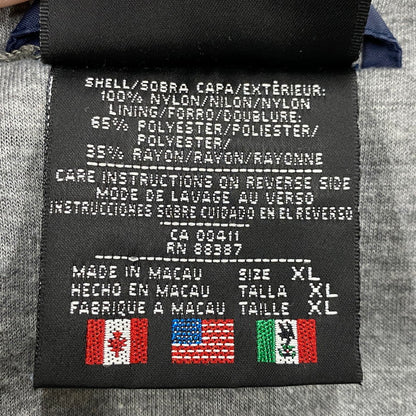 SHELL/SOBRA CAPA/EXTÈRIEUR:
100% NYLON/NILON/NYLON
LINING/FORRO/DOUBLURE:
65% POLYESTER/POLIESTER/
POLYESTER/
35% RAYON/RAYON/RAYONNE
CARE INSTRUCTIONS ON REVERSE SIDE
MODE DE LAVAGE AU VERSO
INSTRUCCIONES SOBRE CUIDADO EN EL REVERSO
CA 00411
RN 88387
MADE IN MACAU SIZE XL
HECHO EN MACAU TALLA XL
FABRIQUE A MACAU TAILLE XL